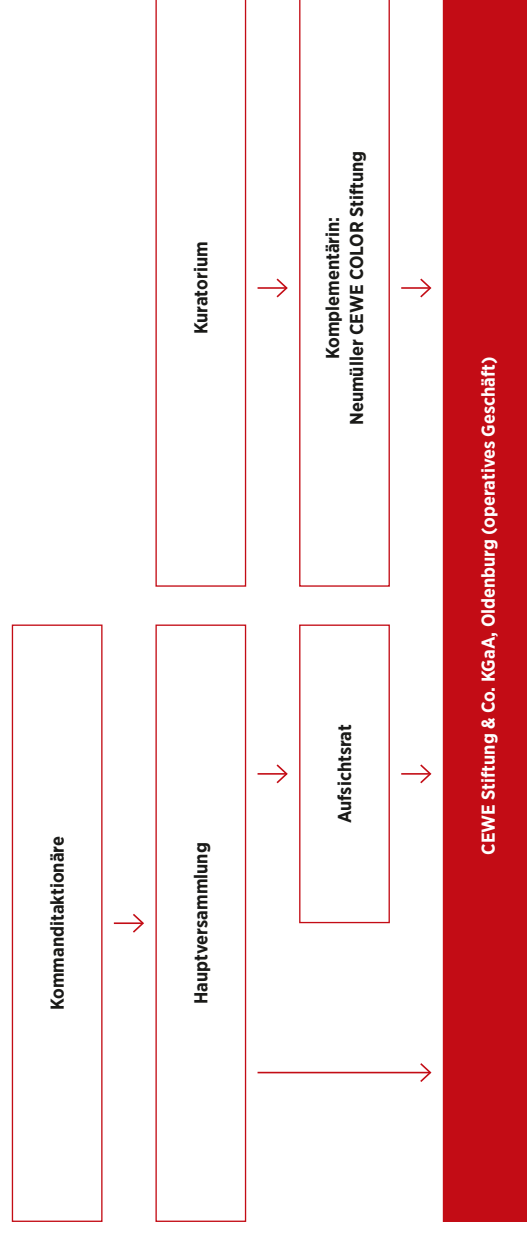 Kommanditaktionäre
Hauptversammlung
Kuratorium
Aufsichtsrat
Komplementärin:
Neumüller CEWE COLOR Stiftung
CEWE Stiftung & Co. KGaA, Oldenburg (operatives Geschäft)